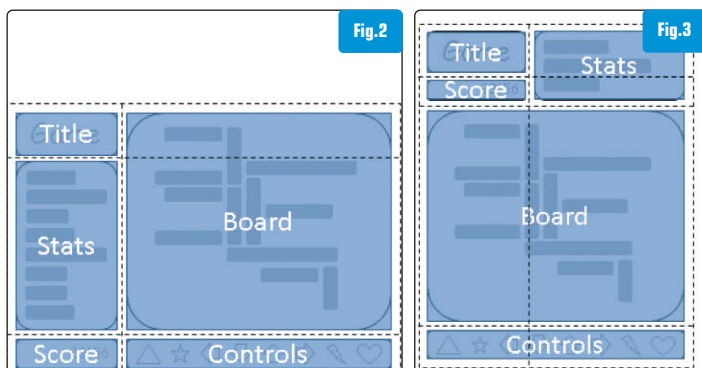 Fig.2
Title
Board
Stats
Score
Controls
Fig.3
Title
Stats
Score
Board
Controls